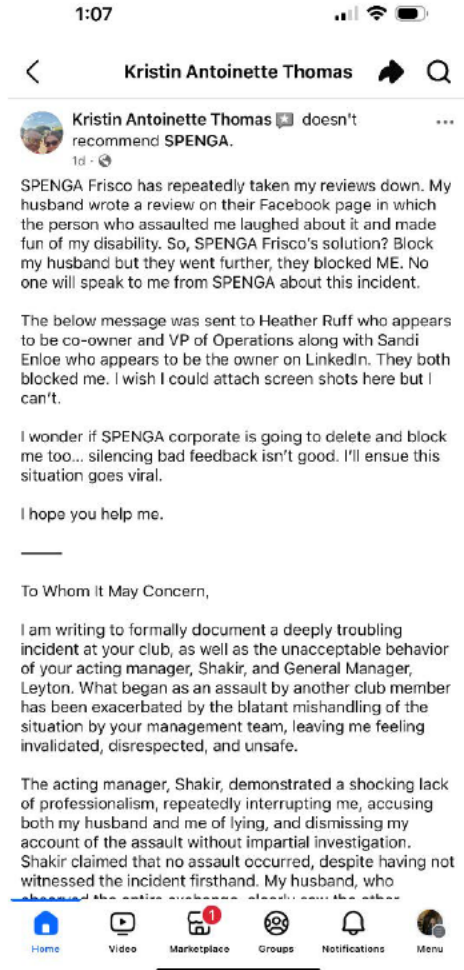 1:07
Kristin Antoinette Thomas
Kristin Antoinette Thomas doesn't
recommend SPENGA.
1d ·
SPENGA Frisco has repeatedly taken my reviews down. My
husband wrote a review on their Facebook page in which
the person who assaulted me laughed about it and made
fun of my disability. So, SPENGA Frisco's solution? Block
my husband but they went further, they blocked ME. No
one will speak to me from SPENGA about this incident.
The below message was sent to Heather Ruff who appears
to be co-owner and VP of Operations along with Sandi
Enloe who appears to be the owner on LinkedIn. They both
blocked me. I wish I could attach screen shots here but I
can't.
I wonder if SPENGA corporate is going to delete and block
me too... silencing bad feedback isn't good. I'll ensue this
situation goes viral.
I hope you help me.
To Whom It May Concern,
I am writing to formally document a deeply troubling
incident at your club, as well as the unacceptable behavior
of your acting manager, Shakir, and General Manager,
Leyton. What began as an assault by another club member
has been exacerbated by the blatant mishandling of the
situation by your management team, leaving me feeling
invalidated, disrespected, and unsafe.
The acting manager, Shakir, demonstrated a shocking lack
of professionalism, repeatedly interrupting me, accusing
both my husband and me of lying, and dismissing my
account of the assault without impartial investigation.
Shakir claimed that no assault occurred, despite having not
witnessed the incident firsthand. My husband, who
observed the entire exchange, clearly saw the other
1
Home
Video
Marketplace
Groups
Notifications
Menu